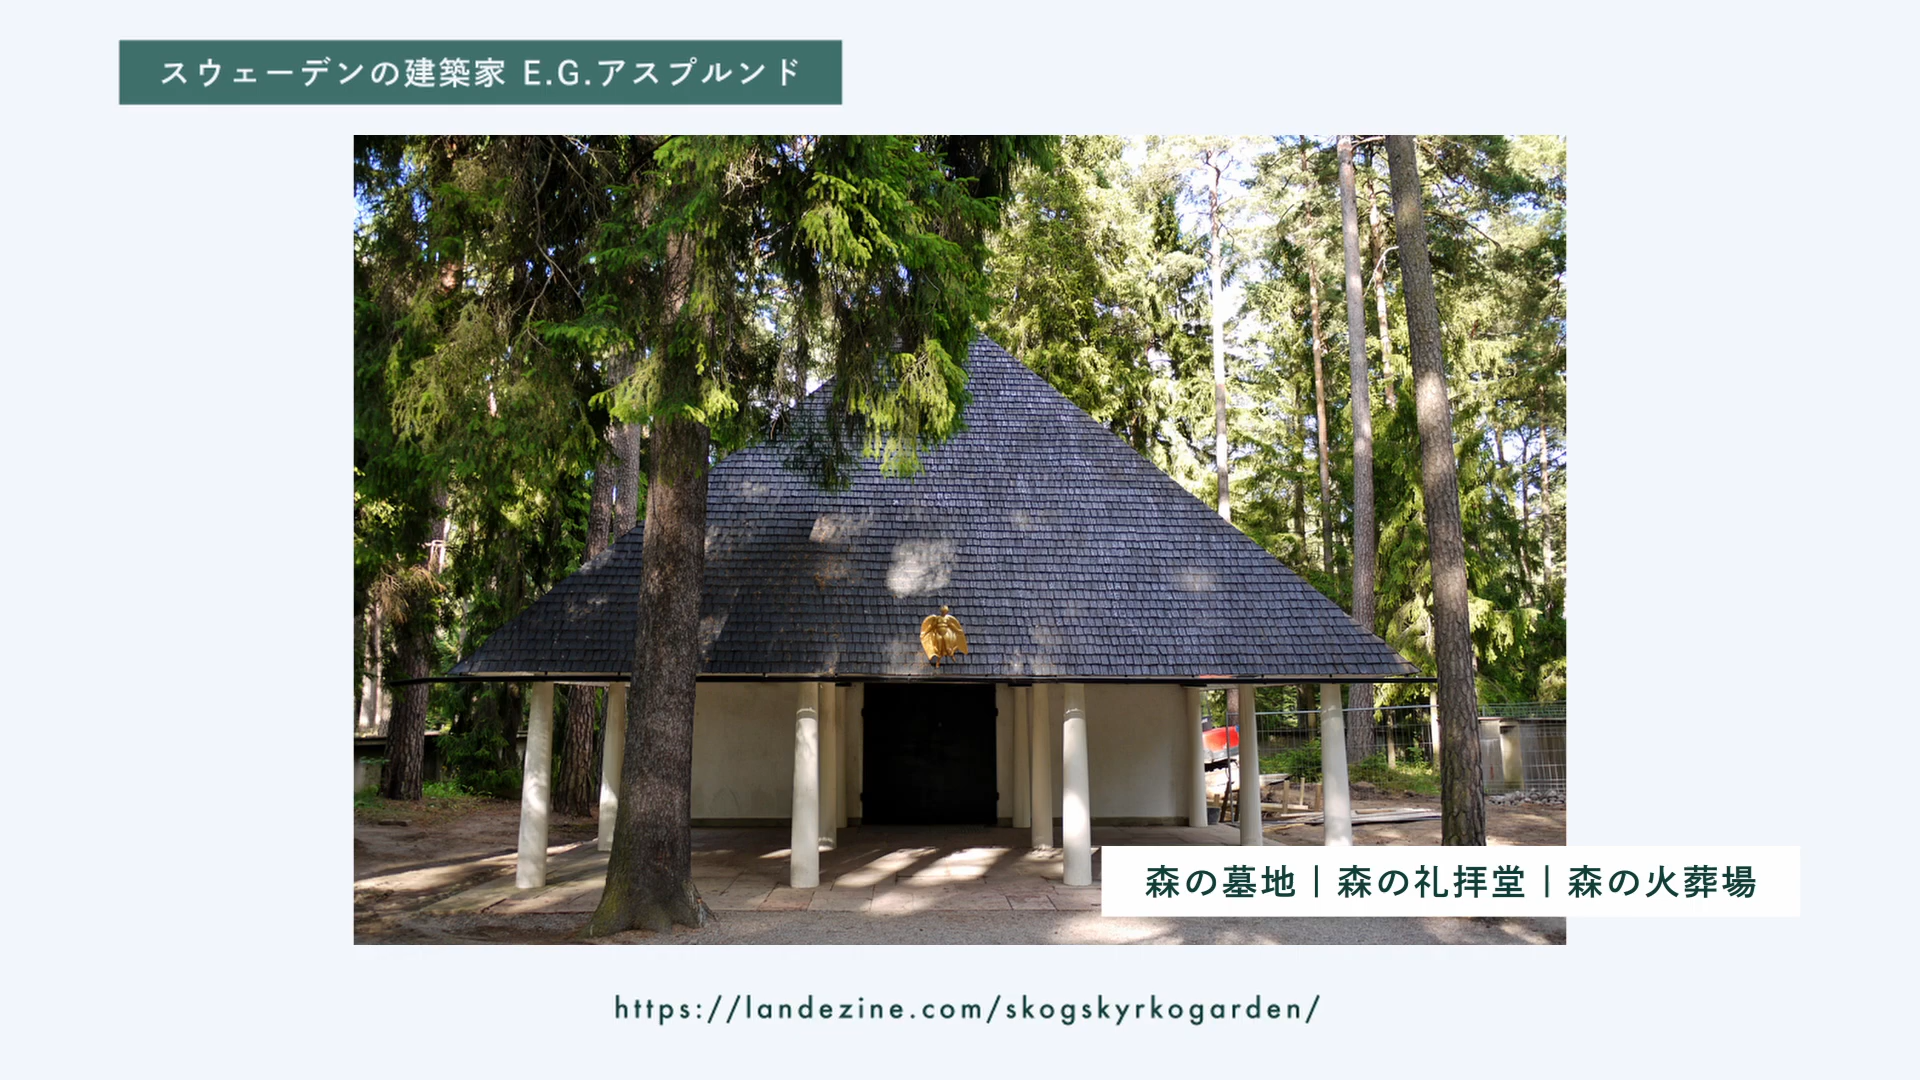 スウェーデンの建築家 E.G.アスプルンド
森の墓地｜森の礼拝堂｜森の火葬場
https://landezine.com/skogskyrkogarden/